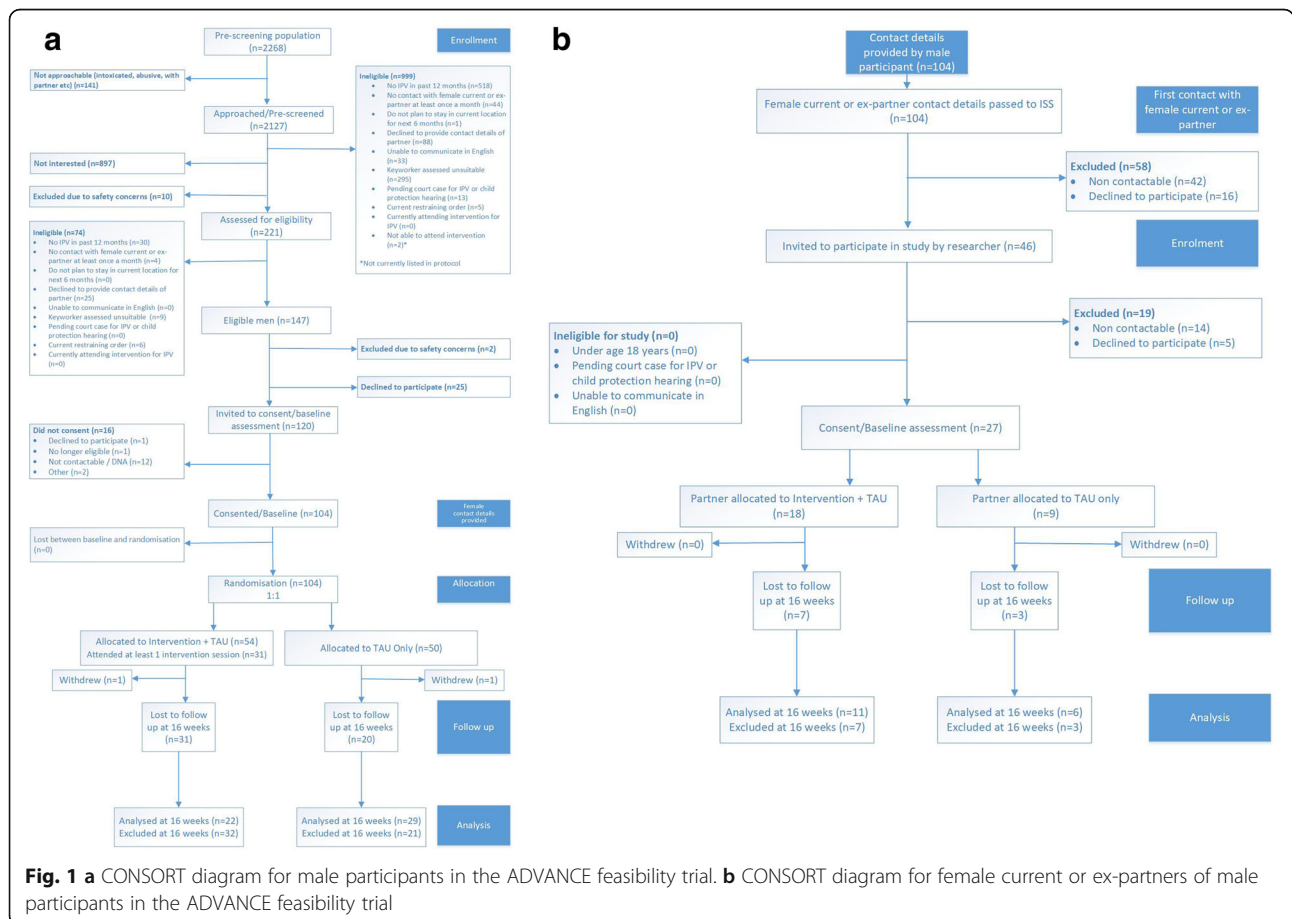 a
Pre-screening population
(n=2268)
Enrollment
Not approachable (intoxicated, abusive, with
partner etc) (n=141)
Ineligible (n=999)
• No IPV in past 12 months (n=518)
• No contact with female current or ex-
partner at least once a month (n=44)
• Do not plan to stay in current location
for next 6 months (n=1)
• Declined to provide contact details of
partner (n=88)
• Unable to communicate in English
(n=33)
• Keyworker assessed unsuitable
(n=295)
• Pending court case for IPV or child
protection hearing (n=13)
• Current restraining order (n=5)
• Currently attending intervention for
IPV (n=0)
• Not able to attend intervention
(n=2)*
*Not currently listed in protocol
Approached/Pre-screened
(n=2127)
Not interested (n=897)
Excluded due to safety concerns (n=10)
Assessed for eligibility
(n=221)
Ineligible (n=74)
• No IPV in past 12 months (n=30)
• No contact with female current or ex-
partner at least once a month (n=4)
• Do not plan to stay in current location for
next 6 months (n=0)
• Declined to provide contact details of
partner (n=25)
• Unable to communicate in English (n=0)
• Keyworker assessed unsuitable (n=9)
• Pending court case for IPV or child
protection hearing (n=0)
• Current restraining order (n=6)
• Currently attending intervention for IPV
(n=0)
Eligible men (n=147)
Excluded due to safety concerns (n=2)
Declined to participate (n=25)
Invited to consent/baseline
assessment (n=120)
Did not consent (n=16)
• Declined to participate (n=1)
• No longer eligible (n=1)
• Not contactable / DNA (n=12)
• Other (n=2)
Consented/Baseline (n=104)
Female
contact details
provided
Lost between baseline and randomisation
(n=0)
Randomisation (n=104)
1:1
Allocation
Allocated to Intervention + TAU (n=54)
Attended at least 1 intervention session (n=31)
Allocated to TAU Only (n=50)
Withdrew (n=1)
Withdrew (n=1)
Lost to follow
up at 16 weeks
(n=31)
Lost to follow
up at 16 weeks
(n=20)
Follow up
Analysed at 16 weeks (n=22)
Excluded at 16 weeks (n=32)
Analysed at 16 weeks (n=29)
Excluded at 16 weeks (n=21)
Analysis
b
Contact details
provided by male
participant (n=104)
Female current or ex-partner contact details passed to ISS
(n=104)
First contact with
female current or ex-
partner
Excluded (n=58)
• Non contactable (n=42)
• Declined to participate (n=16)
Invited to participate in study by researcher (n=46)
Enrolment
Excluded (n=19)
• Non contactable (n=14)
• Declined to participate (n=5)
Ineligible for study (n=0)
• Under age 18 years (n=0)
• Pending court case for IPV or
child protection hearing (n=0)
• Unable to communicate in
English (n=0)
Consent/Baseline assessment (n=27)
Partner allocated to Intervention + TAU
(n=18)
Partner allocated to TAU only
(n=9)
Withdrew (n=0)
Withdrew (n=0)
Lost to follow
up at 16 weeks
(n=7)
Lost to follow
up at 16 weeks
(n=3)
Follow up
Analysed at 16 weeks (n=11)
Excluded at 16 weeks (n=7)
Analysed at 16 weeks (n=6)
Excluded at 16 weeks (n=3)
Analysis
Fig. 1 a CONSORT diagram for male participants in the ADVANCE feasibility trial. b CONSORT diagram for female current or ex-partners of male
participants in the ADVANCE feasibility trial